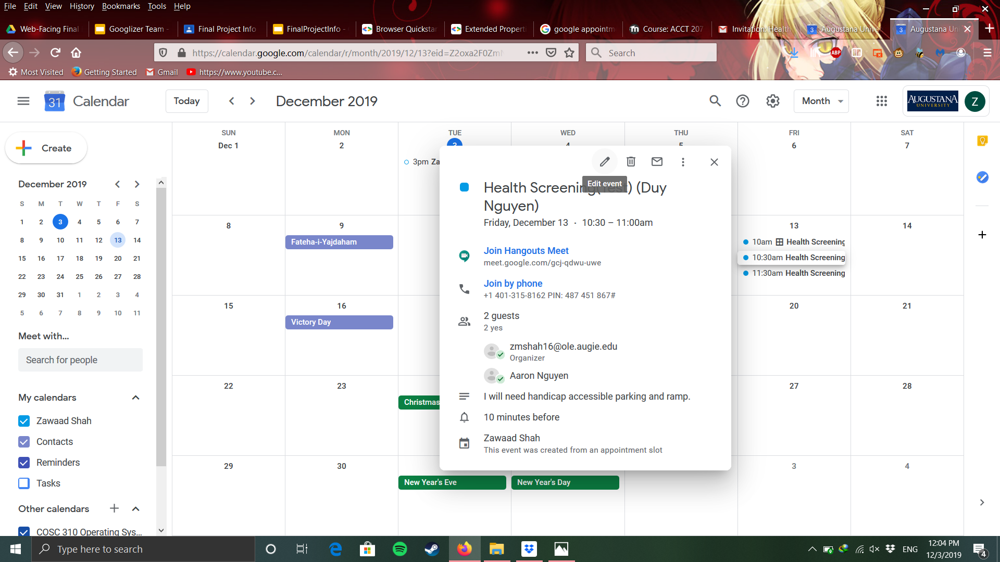 File Edit View History Bookmarks Tools Help
Web-Facing Final
Googlizer Team -
Final Project Info
FinalProjectInfo -
Browser Quickstar
Extended Properti
google appointm
Course: ACCT 207
Invitation: Health
Augustana Unive
Augustana Un
https://calendar.google.com/calendar/r/month/2019/12/13?eid=Z2oxa2F0Zm
Search
ABP
Most Visited Getting Started Gmail https://www.youtube.c...
31 Calendar Today December 2019 Month AUGUSTANA UNIVERSITY Z
Create
December 2019
S M T W T F S
1 2 3 4 5 6 7
8 9 10 11 12 13 14
15 16 17 18 19 20 21
22 23 24 25 26 27 28
29 30 31 1 2 3 4
5 6 7 8 9 10 11
Meet with...
Search for people
My calendars
Zawaad Shah
Contacts
Reminders
Tasks
Other calendars
COSC 310 Operating Sys...
SUN MON TUE WED THU FRI SAT
Dec 1 2 3 4 5 6 7
3pm Za
8 9 13 14
Fateha-i-Yajdaham
10am Health Screening
10:30am Health Screening
11:30am Health Screening
15 16 20 21
Victory Day
22 23 27 28
Christmas
29 30 3 4
New Year's Eve New Year's Day
Edit event
Health Screening(Test) (Duy
Nguyen)
Friday, December 13 · 10:30 – 11:00am
Join Hangouts Meet
meet.google.com/gcj-qdwu-uwe
Join by phone
+1 401-315-8162 PIN: 487 451 867#
2 guests
2 yes
zmshah16@ole.augie.edu
Organizer
Aaron Nguyen
I will need handicap accessible parking and ramp.
10 minutes before
Zawaad Shah
This event was created from an appointment slot
Type here to search
ENG
12:04 PM
12/3/2019
4